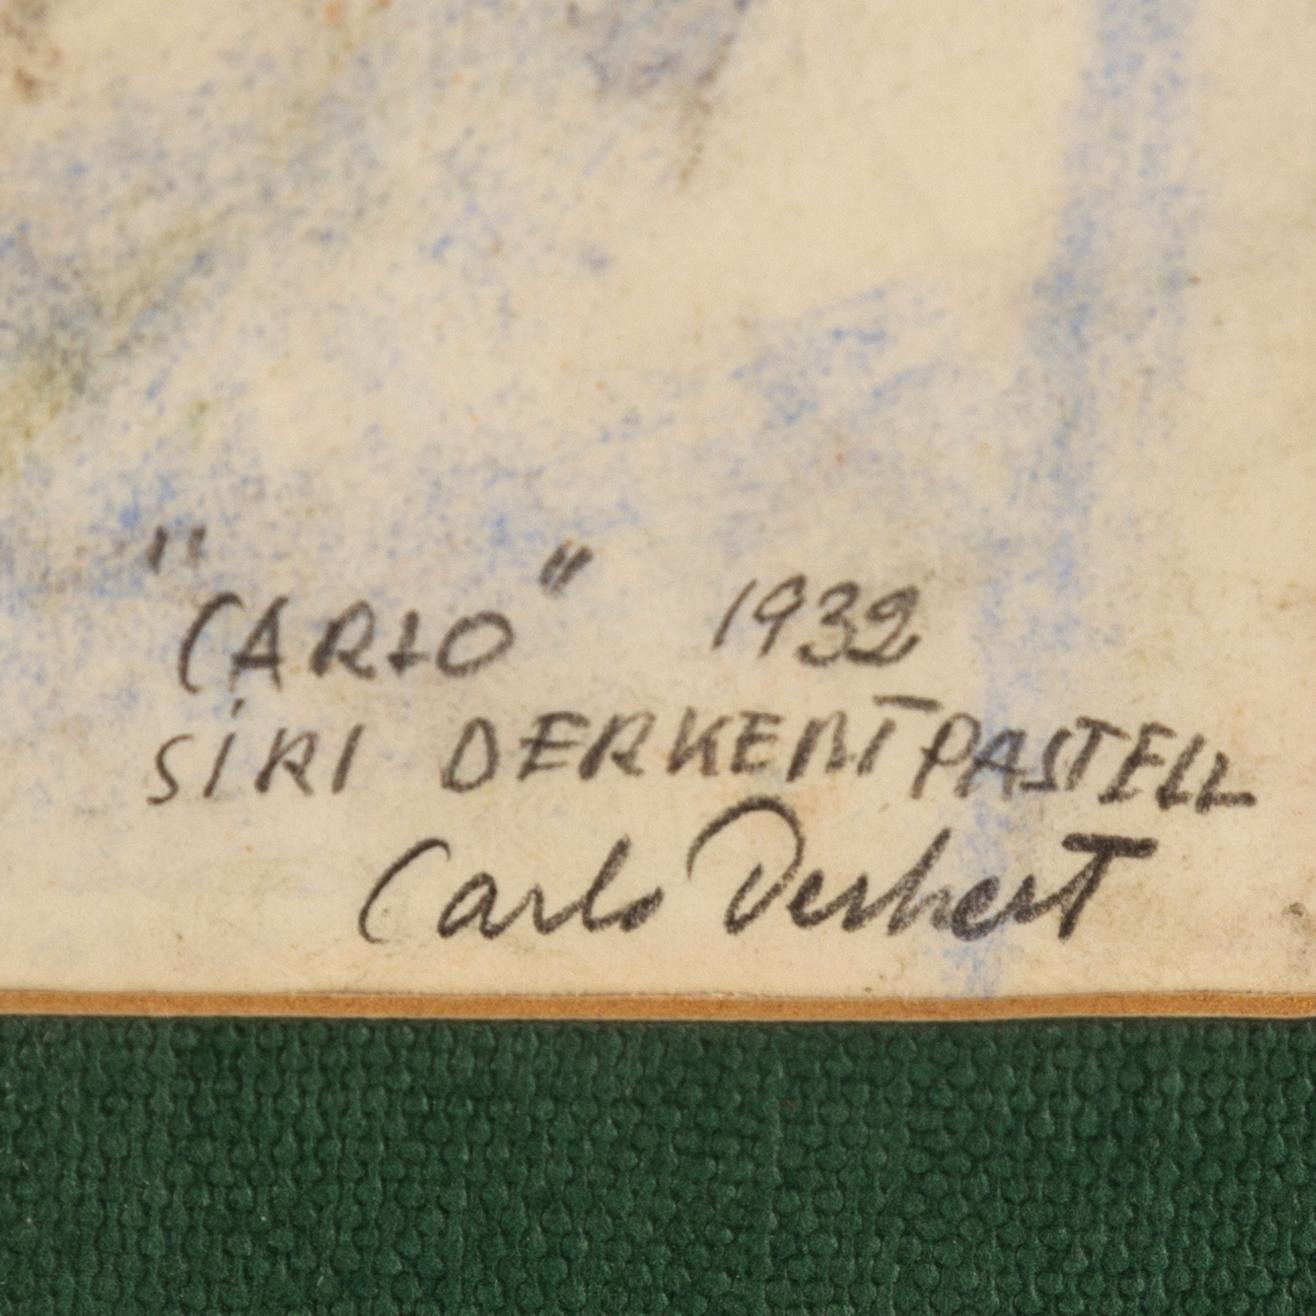 "CARLO" 1932
SIRI DERKERT PASTELL
Carlo Derkert